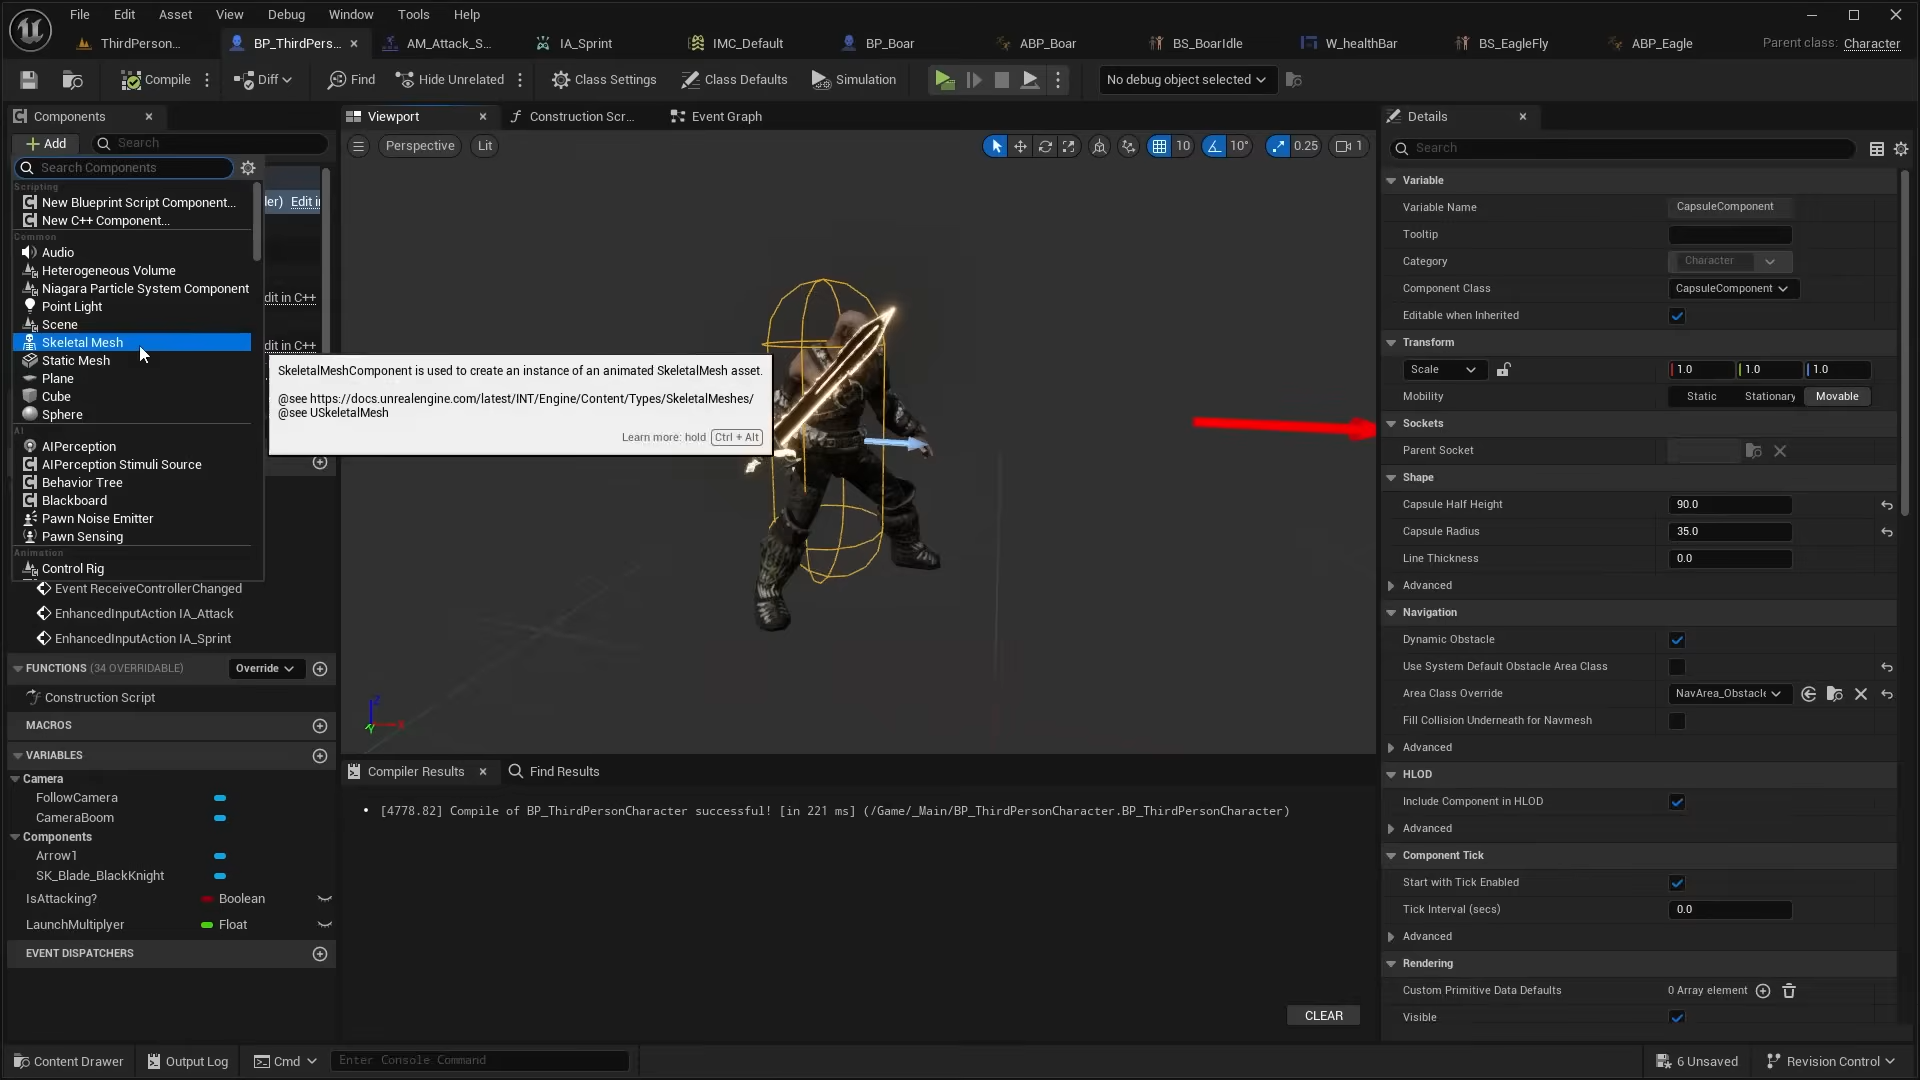 File Edit Asset View Debug Window Tools Help
ThirdPerson... BP_ThirdPers... AM_Attack_S... IA_Sprint IMC_Default BP_Boar ABP_Boar BS_BoarIdle W_healthBar BS_EagleFly ABP_Eagle Parent class: Character
Compile Diff Find Hide Unrelated Class Settings Class Defaults Simulation No debug object selected
Components
Add Search
Search Components
Scripting
New Blueprint Script Component...
New C++ Component...
Common
Audio
Heterogeneous Volume
Niagara Particle System Component
Point Light
Scene
Skeletal Mesh
Static Mesh
Plane
Cube
Sphere
AI
AIPerception
AIPerception Stimuli Source
Behavior Tree
Blackboard
Pawn Noise Emitter
Pawn Sensing
Animation
Control Rig
ler) Edit i
dit in C++
dit in C++
Event ReceiveControllerChanged
EnhancedInputAction IA_Attack
EnhancedInputAction IA_Sprint
FUNCTIONS (34 OVERRIDABLE) Override
Construction Script
MACROS
VARIABLES
Camera
FollowCamera
CameraBoom
Components
Arrow1
SK_Blade_BlackKnight
IsAttacking? Boolean
LaunchMultiplyer Float
EVENT DISPATCHERS
Viewport Construction Scr... Event Graph
Perspective Lit 10 10° 0.25 1
SkeletalMeshComponent is used to create an instance of an animated SkeletalMesh asset.
@see https://docs.unrealengine.com/latest/INT/Engine/Content/Types/SkeletalMeshes/
@see USkeletalMesh
Learn more: hold Ctrl + Alt
Z
X
Y
Compiler Results Find Results
• [4778.82] Compile of BP_ThirdPersonCharacter successful! [in 221 ms] (/Game/_Main/BP_ThirdPersonCharacter.BP_ThirdPersonCharacter)
CLEAR
Details
Search
Variable
Variable Name CapsuleComponent
Tooltip
Category Character
Component Class CapsuleComponent
Editable when Inherited
Transform
Scale 1.0 1.0 1.0
Mobility Static Stationary Movable
Sockets
Parent Socket
Shape
Capsule Half Height 90.0
Capsule Radius 35.0
Line Thickness 0.0
Advanced
Navigation
Dynamic Obstacle
Use System Default Obstacle Area Class
Area Class Override NavArea_Obstacle
Fill Collision Underneath for Navmesh
Advanced
HLOD
Include Component in HLOD
Advanced
Component Tick
Start with Tick Enabled
Tick Interval (secs) 0.0
Advanced
Rendering
Custom Primitive Data Defaults 0 Array element
Visible
Content Drawer Output Log Cmd Enter Console Command 6 Unsaved Revision Control